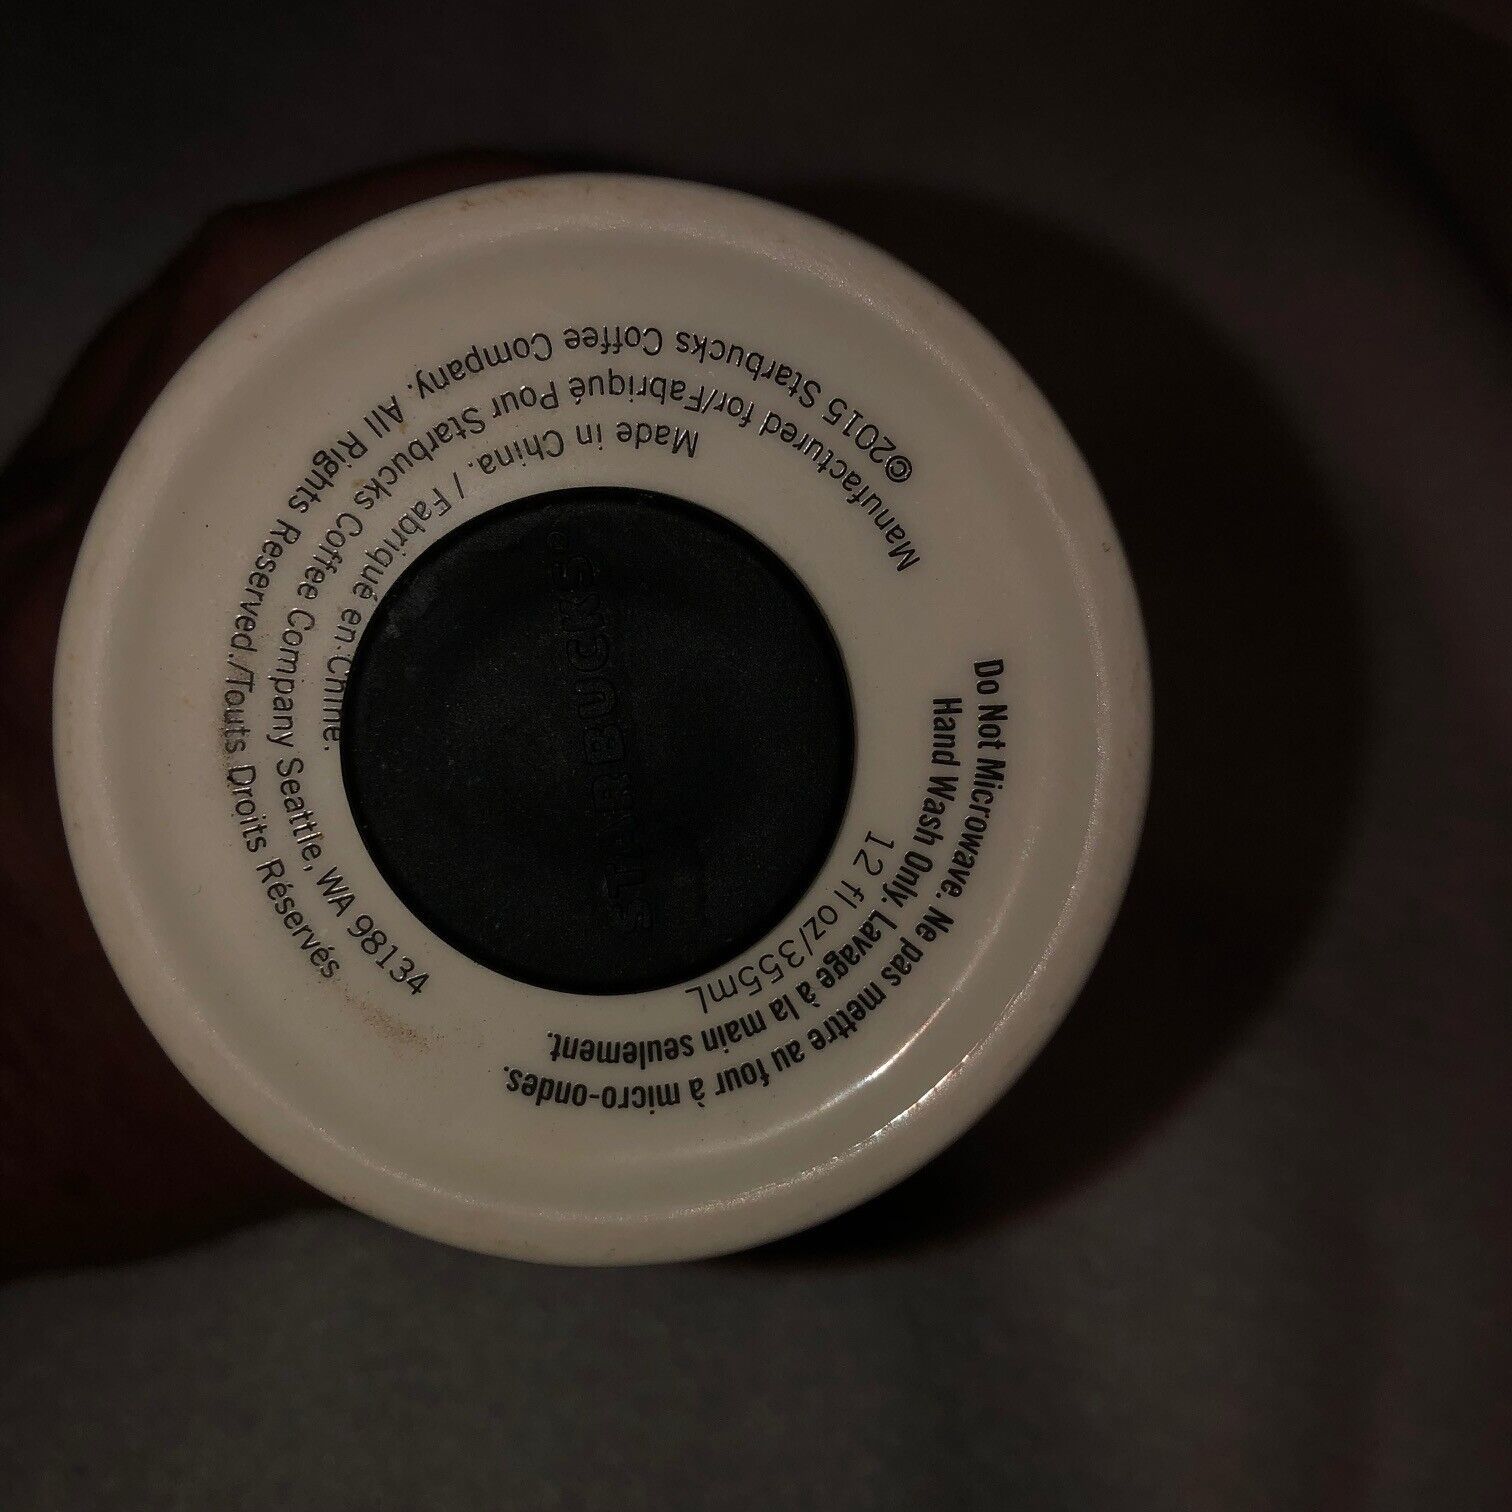 ©2015 Starbucks Coffee Company. All Rights Reserved./Touts Droits Réservés
Manufactured for/Fabriqué Pour Starbucks Coffee Company Seattle, WA 98134
Made in China. / Fabriqué en Chine.
STARBUCKS®
12 fl oz/355mL
Hand Wash Only. Lavage à la main seulement.
Do Not Microwave. Ne pas mettre au four à micro-ondes.